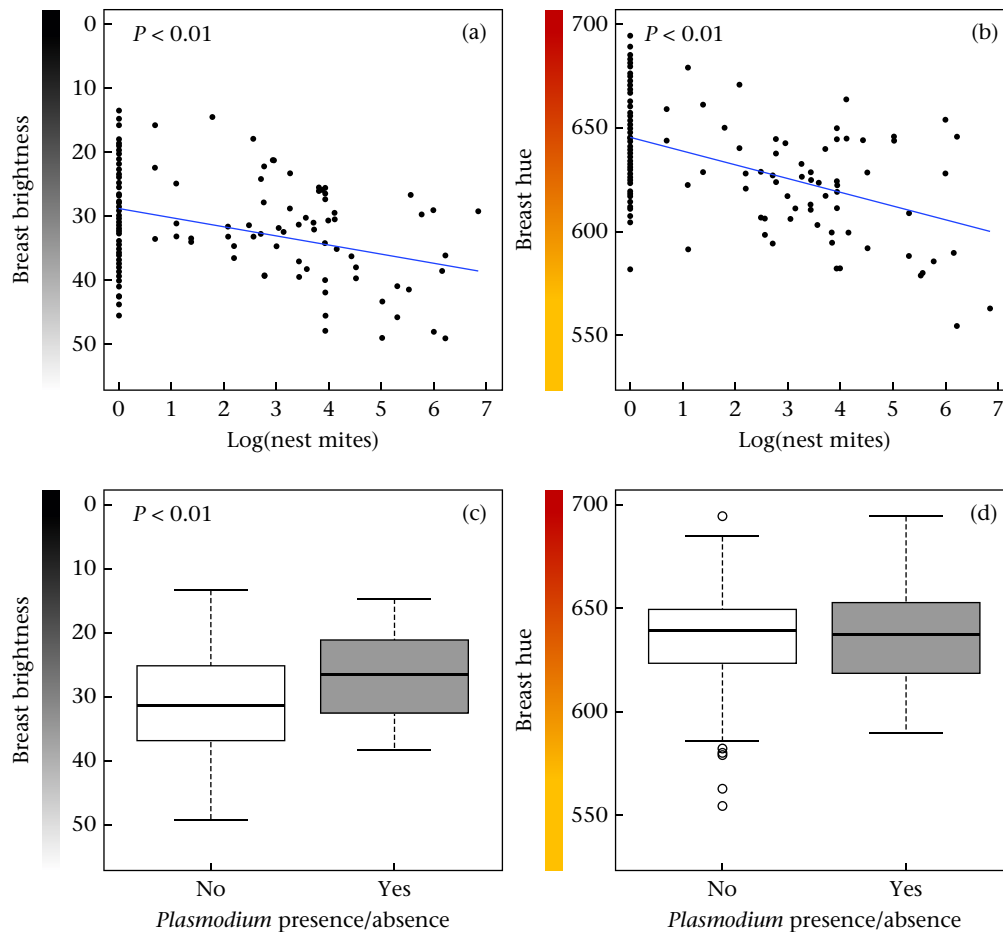 P < 0.01
(a)
0
10
20
30
40
50
Breast brightness
0 1 2 3 4 5 6 7
Log(nest mites)
P < 0.01
(b)
700
650
600
550
Breast hue
0 1 2 3 4 5 6 7
Log(nest mites)
P < 0.01
(c)
0
10
20
30
40
50
Breast brightness
No Yes
Plasmodium presence/absence
(d)
700
650
600
550
Breast hue
No Yes
Plasmodium presence/absence